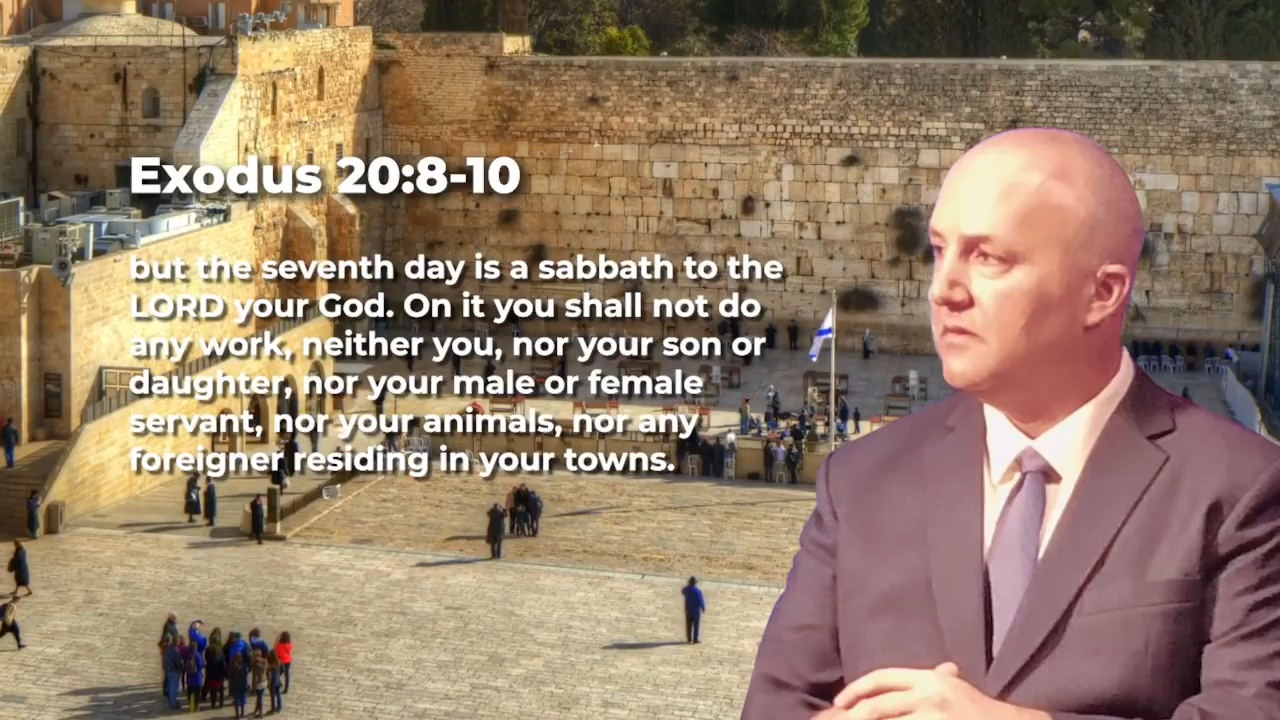 Exodus 20:8-10
but the seventh day is a sabbath to the
LORD your God. On it you shall not do
any work, neither you, nor your son or
daughter, nor your male or female
servant, nor your animals, nor any
foreigner residing in your towns.